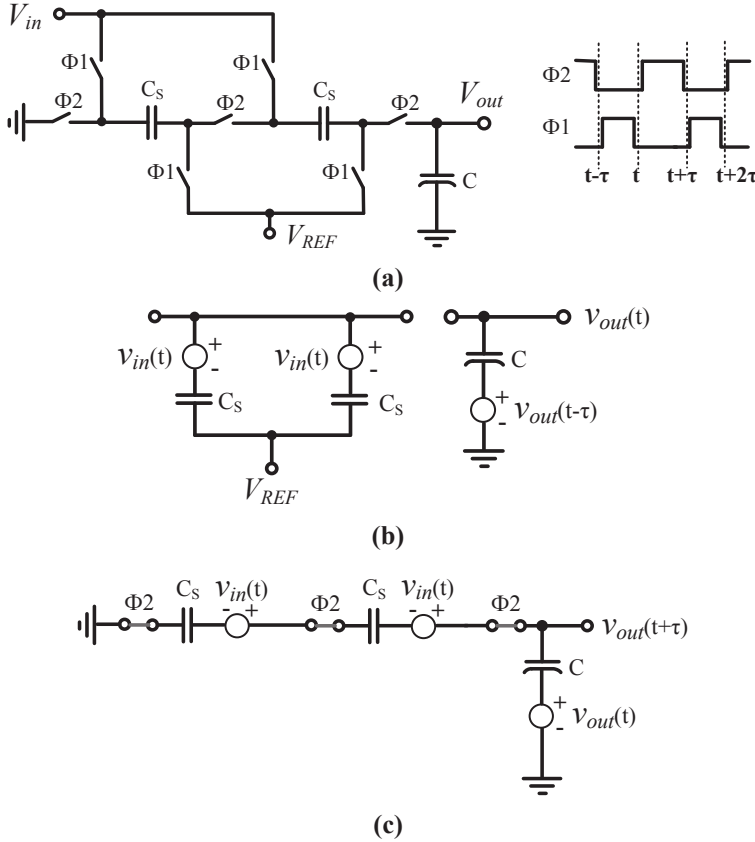 V_in
Φ1
Φ1
Φ2
C_S
Φ2
C_S
Φ2
V_out
Φ1
Φ1
C
V_REF
Φ2
Φ1
t-τ t t+τ t+2τ
(a)
v_in(t)
+
-
C_S
v_in(t)
+
-
C_S
V_REF
v_out(t)
C
+
-
v_out(t-τ)
(b)
Φ2
C_S
v_in(t)
- +
Φ2
C_S
v_in(t)
- +
Φ2
v_out(t+τ)
C
+
-
v_out(t)
(c)